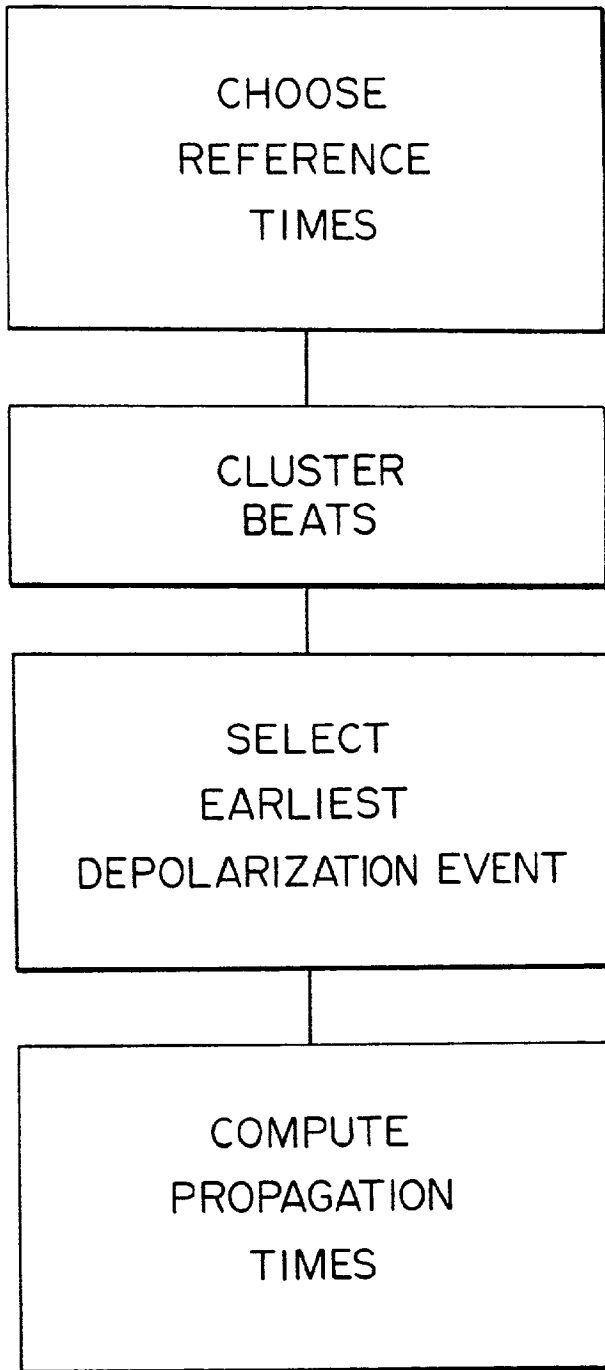 CHOOSE
REFERENCE
TIMES
CLUSTER
BEATS
SELECT
EARLIEST
DEPOLARIZATION EVENT
COMPUTE
PROPAGATION
TIMES